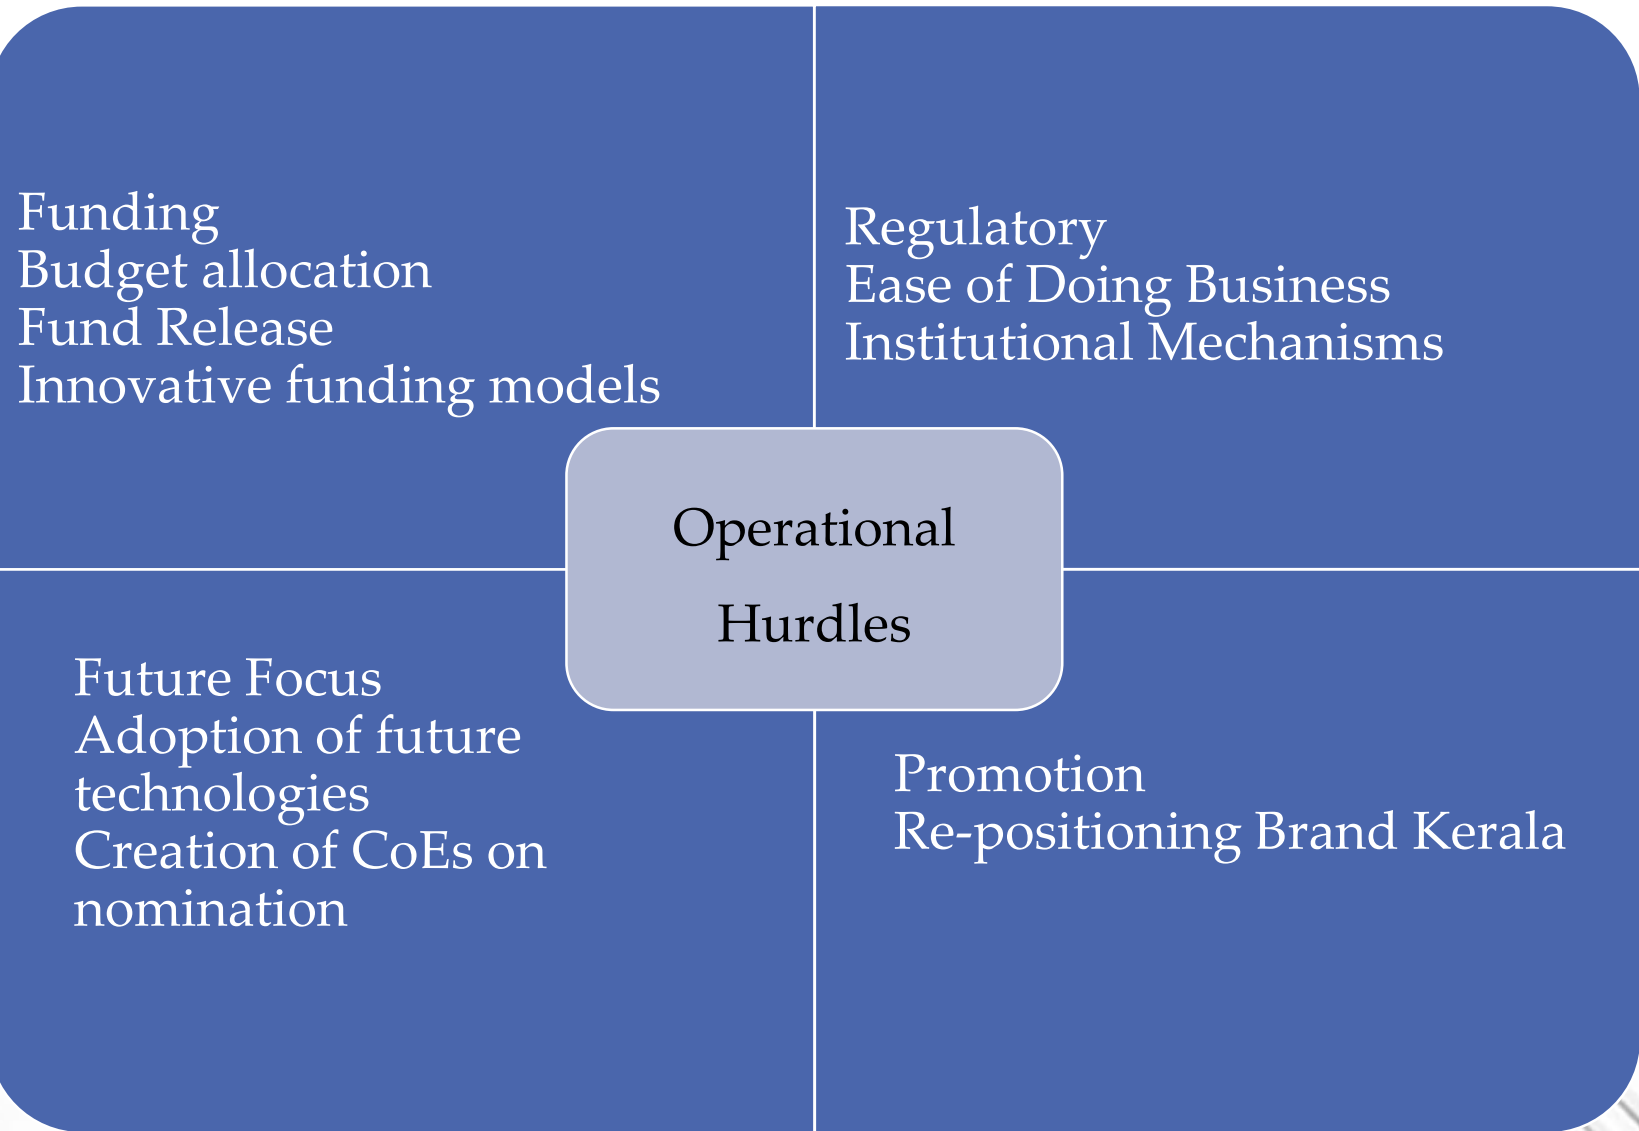 Funding
Budget allocation
Fund Release
Innovative funding models
Regulatory
Ease of Doing Business
Institutional Mechanisms
Operational
Hurdles
Future Focus
Adoption of future
technologies
Creation of CoEs on
nomination
Promotion
Re-positioning Brand Kerala